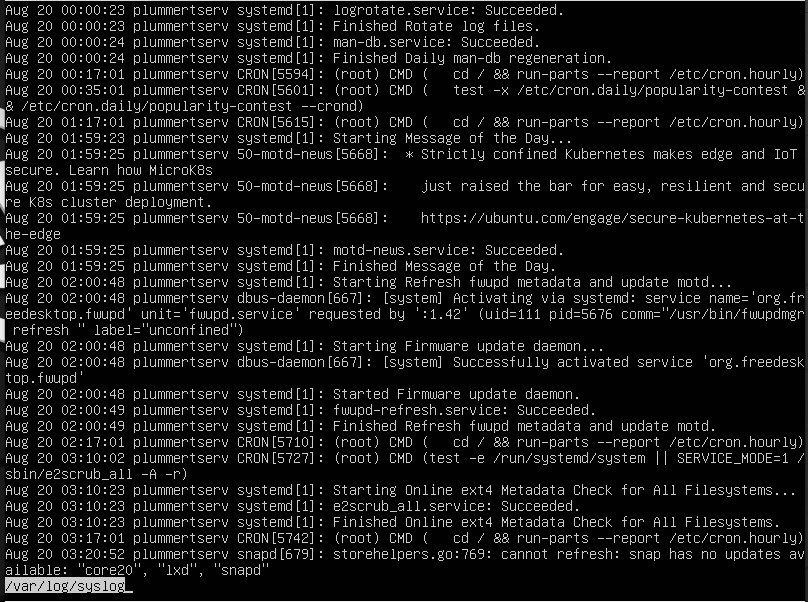 Aug 20 00:00:23 plummertserv systemd[1]: logrotate.service: Succeeded.
Aug 20 00:00:23 plummertserv systemd[1]: Finished Rotate log files.
Aug 20 00:00:24 plummertserv systemd[1]: man-db.service: Succeeded.
Aug 20 00:00:24 plummertserv systemd[1]: Finished Daily man-db regeneration.
Aug 20 00:17:01 plummertserv CRON[5594]: (root) CMD (   cd / && run-parts --report /etc/cron.hourly)
Aug 20 00:35:01 plummertserv CRON[5601]: (root) CMD (   test -x /etc/cron.daily/popularity-contest &
& /etc/cron.daily/popularity-contest --crond)
Aug 20 01:17:01 plummertserv CRON[5615]: (root) CMD (   cd / && run-parts --report /etc/cron.hourly)
Aug 20 01:59:23 plummertserv systemd[1]: Starting Message of the Day...
Aug 20 01:59:25 plummertserv 50-motd-news[5668]:  * Strictly confined Kubernetes makes edge and IoT
secure. Learn how MicroK8s
Aug 20 01:59:25 plummertserv 50-motd-news[5668]:    just raised the bar for easy, resilient and secu
re K8s cluster deployment.
Aug 20 01:59:25 plummertserv 50-motd-news[5668]:    https://ubuntu.com/engage/secure-kubernetes-at-t
he-edge
Aug 20 01:59:25 plummertserv systemd[1]: motd-news.service: Succeeded.
Aug 20 01:59:25 plummertserv systemd[1]: Finished Message of the Day.
Aug 20 02:00:48 plummertserv systemd[1]: Starting Refresh fwupd metadata and update motd...
Aug 20 02:00:48 plummertserv dbus-daemon[667]: [system] Activating via systemd: service name='org.fr
eedesktop.fwupd' unit='fwupd.service' requested by ':1.42' (uid=111 pid=5676 comm="/usr/bin/fwupdmgr
 refresh " label="unconfined")
Aug 20 02:00:48 plummertserv systemd[1]: Starting Firmware update daemon...
Aug 20 02:00:48 plummertserv dbus-daemon[667]: [system] Successfully activated service 'org.freedesk
top.fwupd'
Aug 20 02:00:48 plummertserv systemd[1]: Started Firmware update daemon.
Aug 20 02:00:49 plummertserv systemd[1]: fwupd-refresh.service: Succeeded.
Aug 20 02:00:49 plummertserv systemd[1]: Finished Refresh fwupd metadata and update motd.
Aug 20 02:17:01 plummertserv CRON[5710]: (root) CMD (   cd / && run-parts --report /etc/cron.hourly)
Aug 20 03:10:02 plummertserv CRON[5727]: (root) CMD (test -e /run/systemd/system || SERVICE_MODE=1 /
sbin/e2scrub_all -A -r)
Aug 20 03:10:23 plummertserv systemd[1]: Starting Online ext4 Metadata Check for All Filesystems...
Aug 20 03:10:23 plummertserv systemd[1]: e2scrub_all.service: Succeeded.
Aug 20 03:10:23 plummertserv systemd[1]: Finished Online ext4 Metadata Check for All Filesystems.
Aug 20 03:17:01 plummertserv CRON[5742]: (root) CMD (   cd / && run-parts --report /etc/cron.hourly)
Aug 20 03:20:52 plummertserv snapd[679]: storehelpers.go:769: cannot refresh: snap has no updates av
ailable: "core20", "lxd", "snapd"
/var/log/syslog_